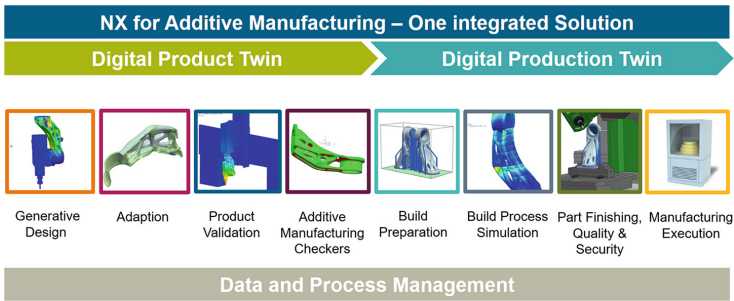 NX for Additive Manufacturing – One integrated Solution
Digital Product Twin
Digital Production Twin
Generative
Design
Adaption
Product
Validation
Additive
Manufacturing
Checkers
Build
Preparation
Build Process
Simulation
Part Finishing,
Quality &
Security
Manufacturing
Execution
Data and Process Management